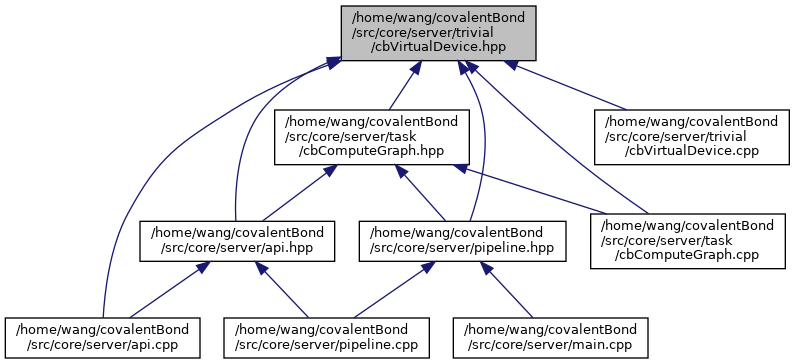 /home/wang/covalentBond
/src/core/server/trivial
/cbVirtualDevice.hpp
/home/wang/covalentBond
/src/core/server/task
/cbComputeGraph.hpp
/home/wang/covalentBond
/src/core/server/trivial
/cbVirtualDevice.cpp
/home/wang/covalentBond
/src/core/server/api.hpp
/home/wang/covalentBond
/src/core/server/pipeline.hpp
/home/wang/covalentBond
/src/core/server/task
/cbComputeGraph.cpp
/home/wang/covalentBond
/src/core/server/api.cpp
/home/wang/covalentBond
/src/core/server/pipeline.cpp
/home/wang/covalentBond
/src/core/server/main.cpp